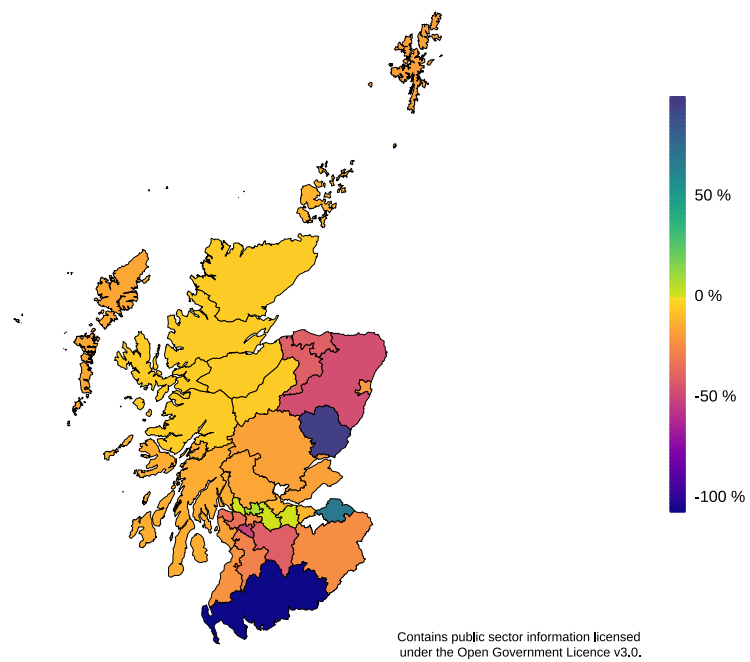 50 %
0 %
-50 %
-100 %
Contains public sector information licensed
under the Open Government Licence v3.0.